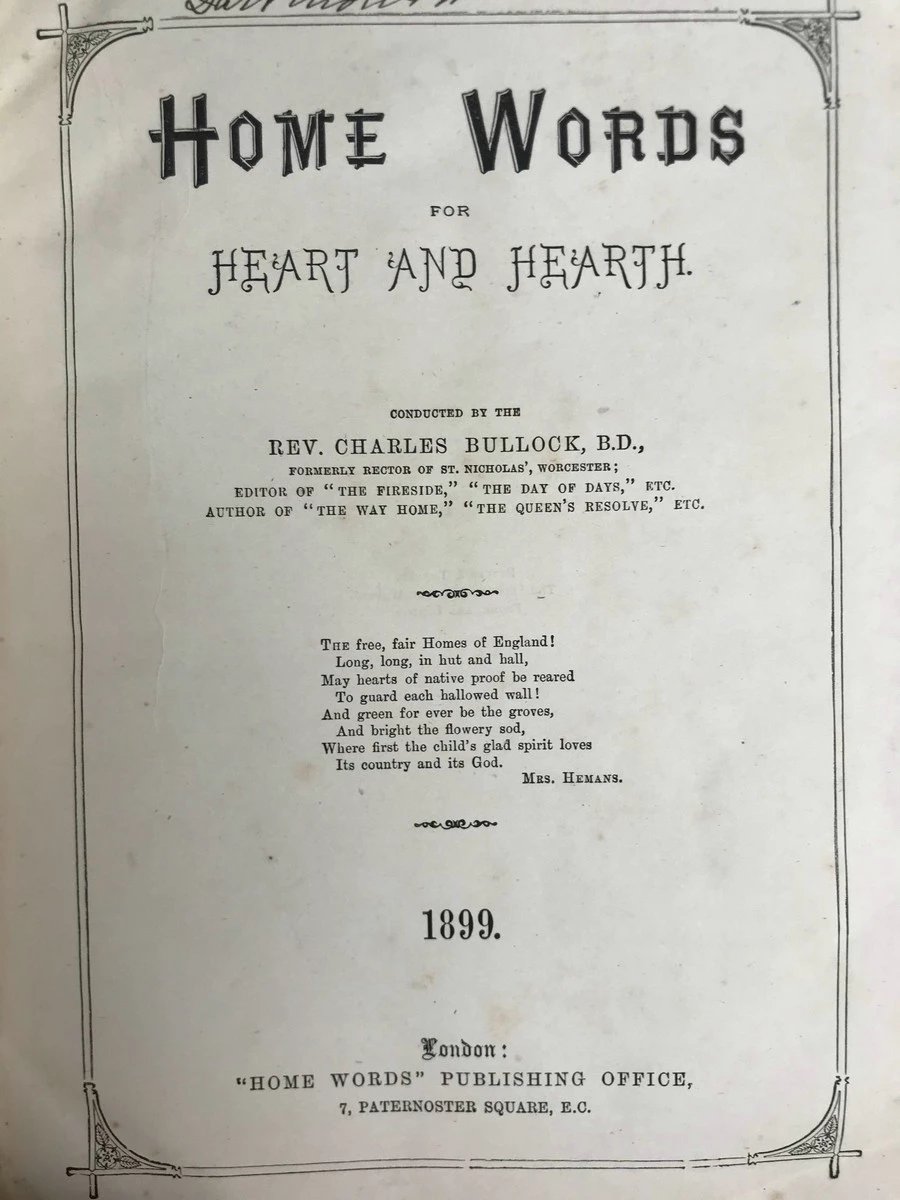 Dartmouth
HOME WORDS
FOR
HEART AND HEARTH.
CONDUCTED BY THE
REV. CHARLES BULLOCK, B.D.,
FORMERLY RECTOR OF ST. NICHOLAS', WORCESTER;
EDITOR OF "THE FIRESIDE," "THE DAY OF DAYS," ETC.
AUTHOR OF "THE WAY HOME," "THE QUEEN'S RESOLVE," ETC.
THE free, fair Homes of England!
Long, long, in hut and hall,
May hearts of native proof be reared
To guard each hallowed wall!
And green for ever be the groves,
And bright the flowery sod,
Where first the child's glad spirit loves
Its country and its God.
MRS. HEMANS.
1899.
London:
"HOME WORDS" PUBLISHING OFFICE,
7, PATERNOSTER SQUARE, E.C.